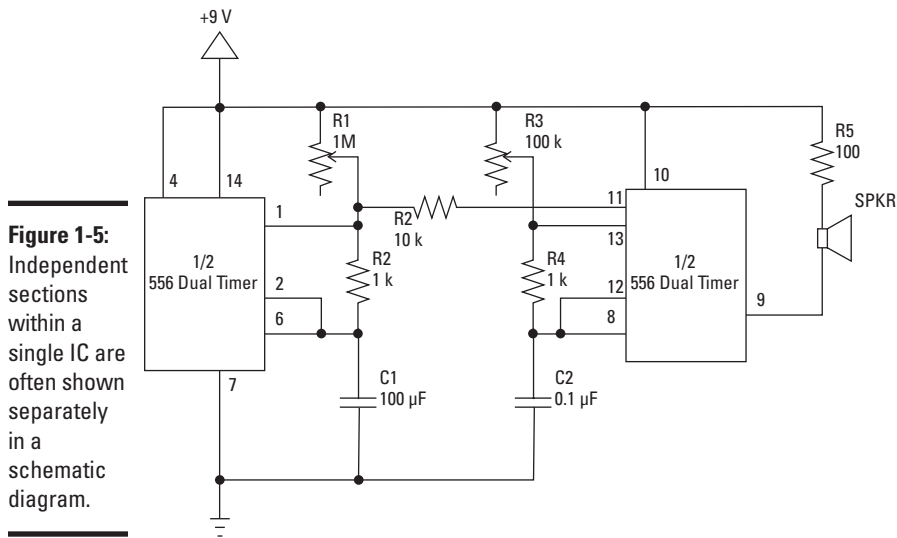 +9 V
R1
1M
R3
100 k
R5
100
4
14
10
SPKR
11
1
R2
10 k
13
Figure 1-5:
Independent
sections
within a
single IC are
often shown
separately
in a
schematic
diagram.
1/2
556 Dual Timer
2
6
R2
1 k
R4
1 k
12
8
1/2
556 Dual Timer
9
7
C1
100 µF
C2
0.1 µF